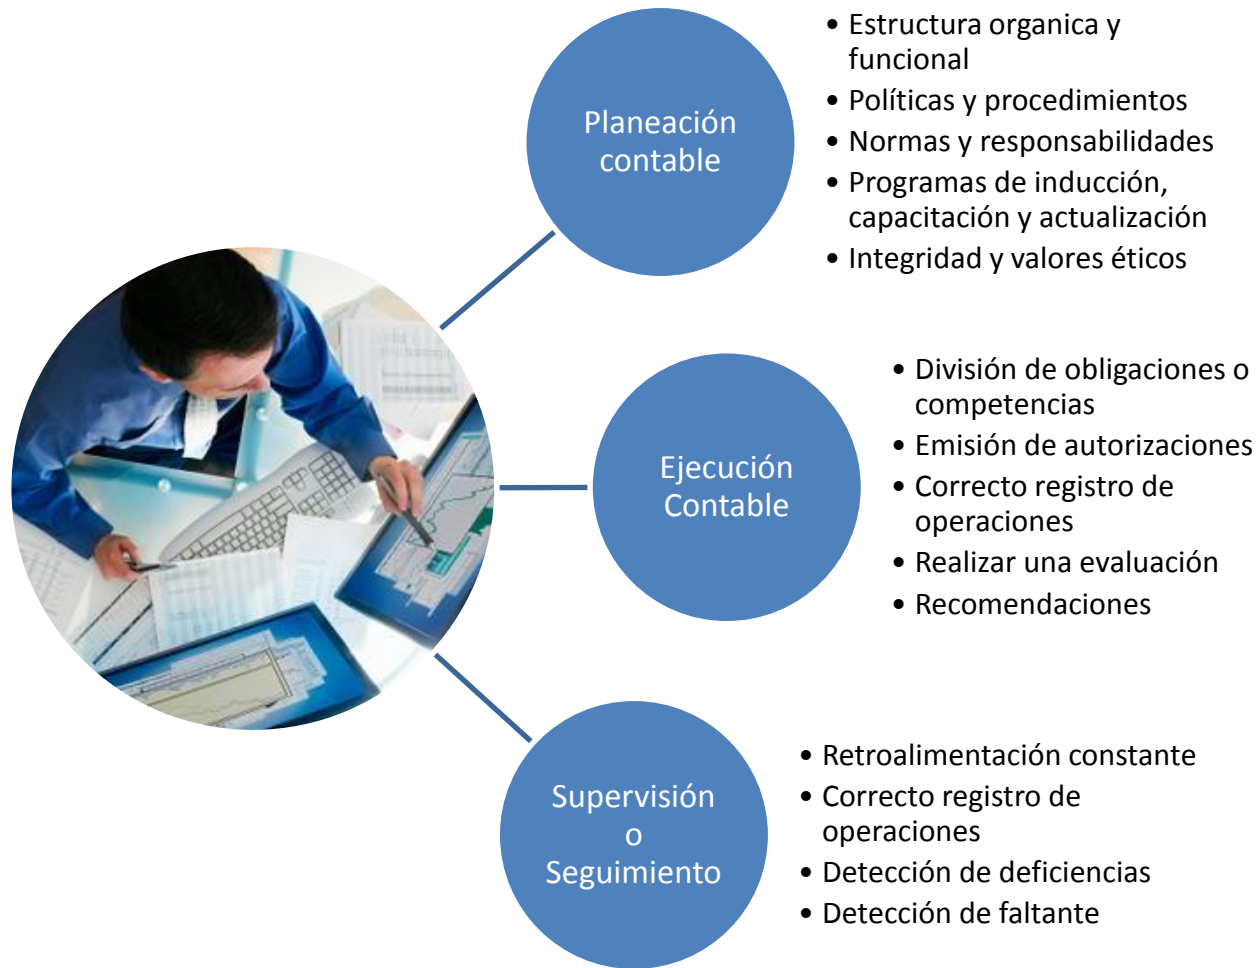 Planeación
contable
• Estructura organica y
funcional
• Políticas y procedimientos
• Normas y responsabilidades
• Programas de inducción,
capacitación y actualización
• Integridad y valores éticos
Ejecución
Contable
• División de obligaciones o
competencias
• Emisión de autorizaciones
• Correcto registro de
operaciones
• Realizar una evaluación
• Recomendaciones
Supervisión
o
Seguimiento
• Retroalimentación constante
• Correcto registro de
operaciones
• Detección de deficiencias
• Detección de faltante